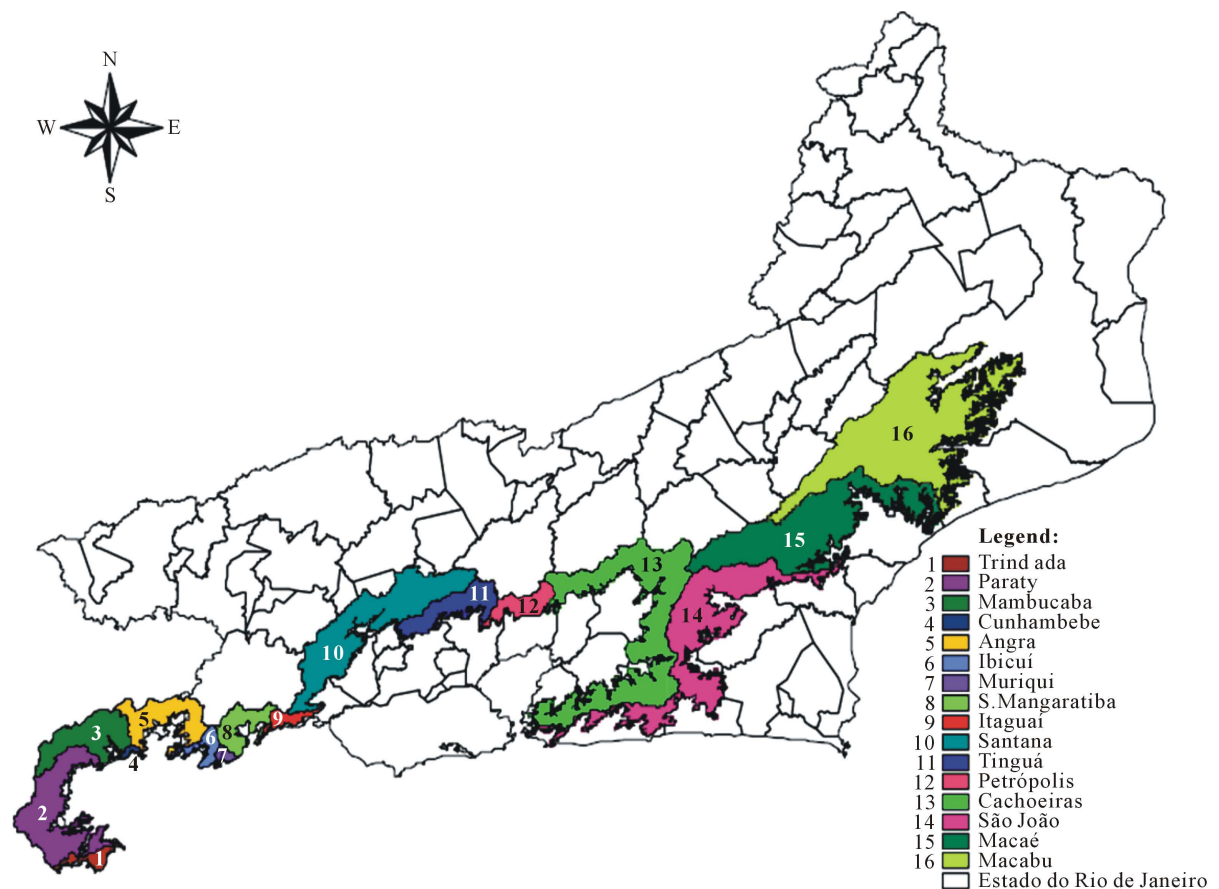 N
W E
S
16
15
13
14
11
12
10
9
5
6
8
7
3
4
2
1
Legend:
1 Trind ada
2 Paraty
3 Mambucaba
4 Cunhambebe
5 Angra
6 Ibicuí
7 Muriqui
8 S.Mangaratiba
9 Itaguaí
10 Santana
11 Tinguá
12 Petrópolis
13 Cachoeiras
14 São João
15 Macaé
16 Macabu
Estado do Rio de Janeiro